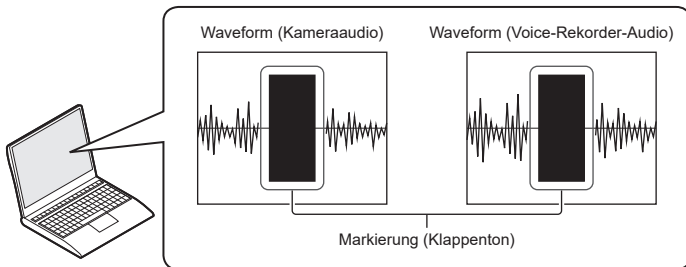 Waveform (Kameraaudio)
Waveform (Voice-Rekorder-Audio)
Markierung (Klappenton)